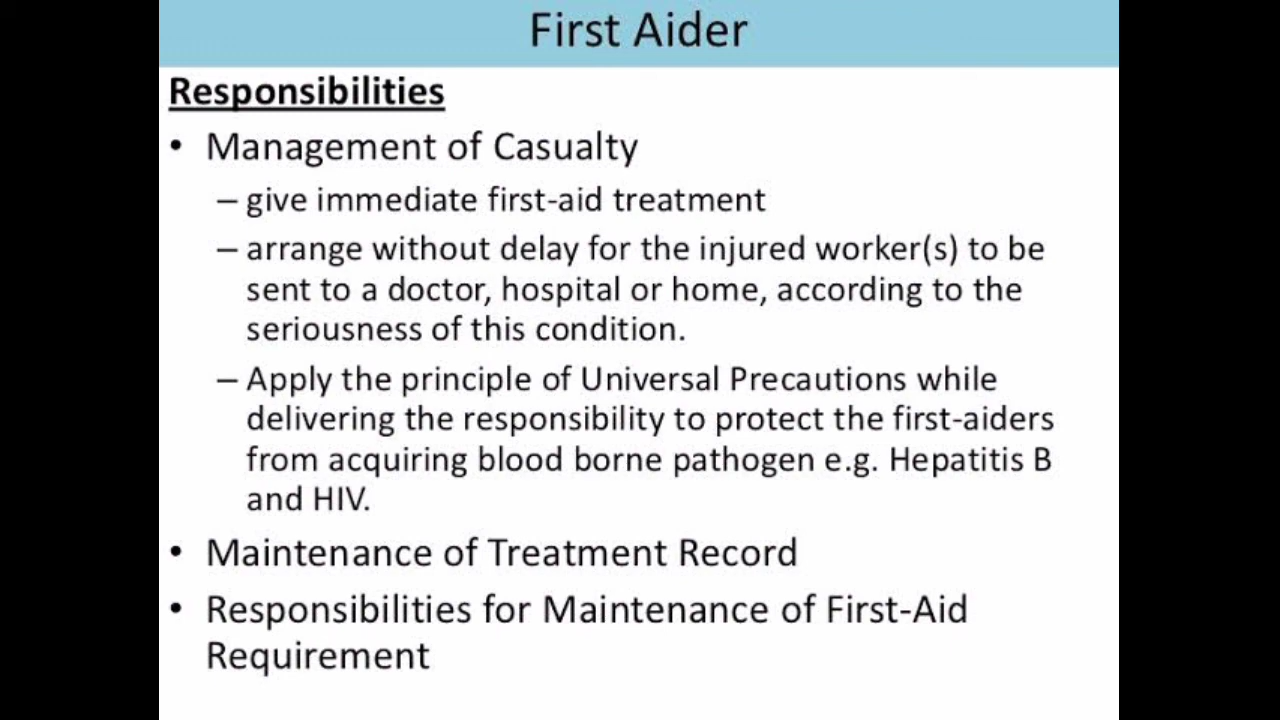 First Aider
Responsibilities
• Management of Casualty
– give immediate first-aid treatment
– arrange without delay for the injured worker(s) to be
sent to a doctor, hospital or home, according to the
seriousness of this condition.
– Apply the principle of Universal Precautions while
delivering the responsibility to protect the first-aiders
from acquiring blood borne pathogen e.g. Hepatitis B
and HIV.
• Maintenance of Treatment Record
• Responsibilities for Maintenance of First-Aid
Requirement